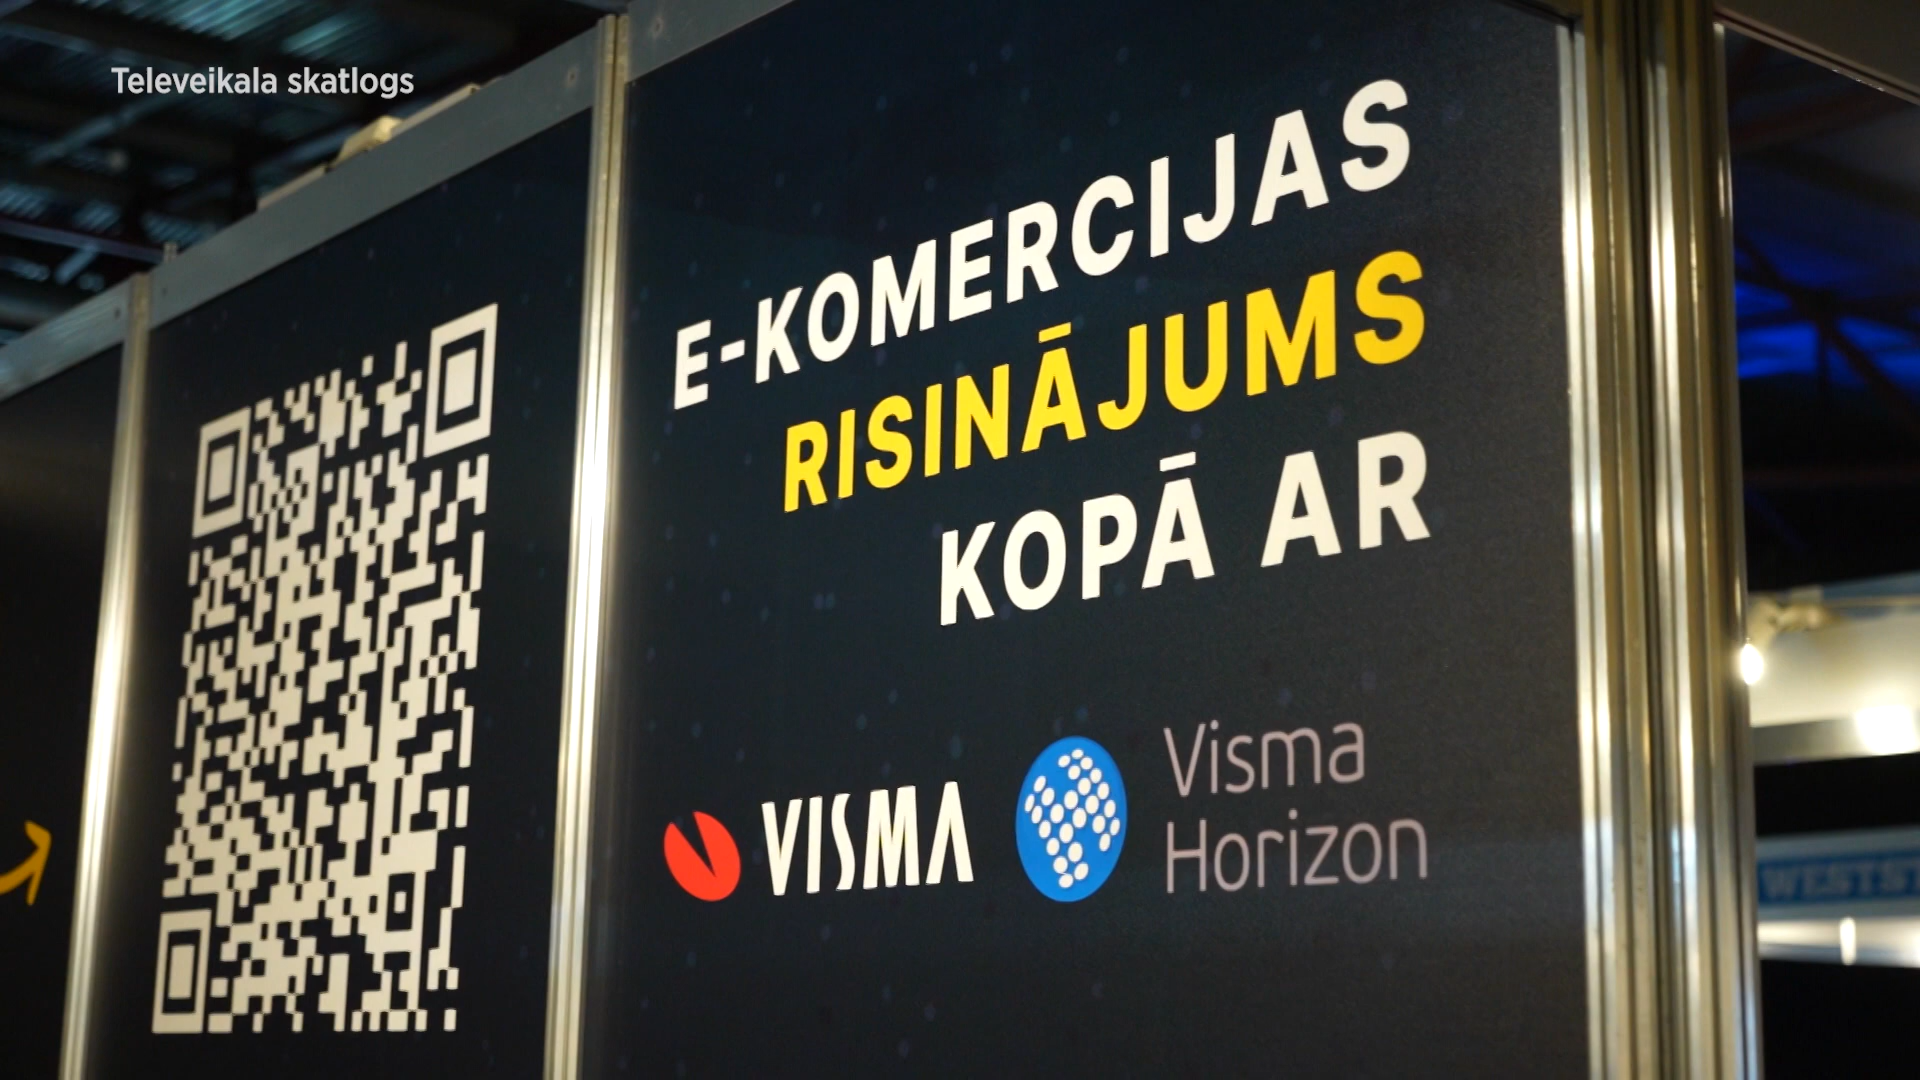 Televeikala skatlogs
E-KOMERCIJAS
RISINĀJUMS
KOPĀ AR
VISMA
Visma
Horizon